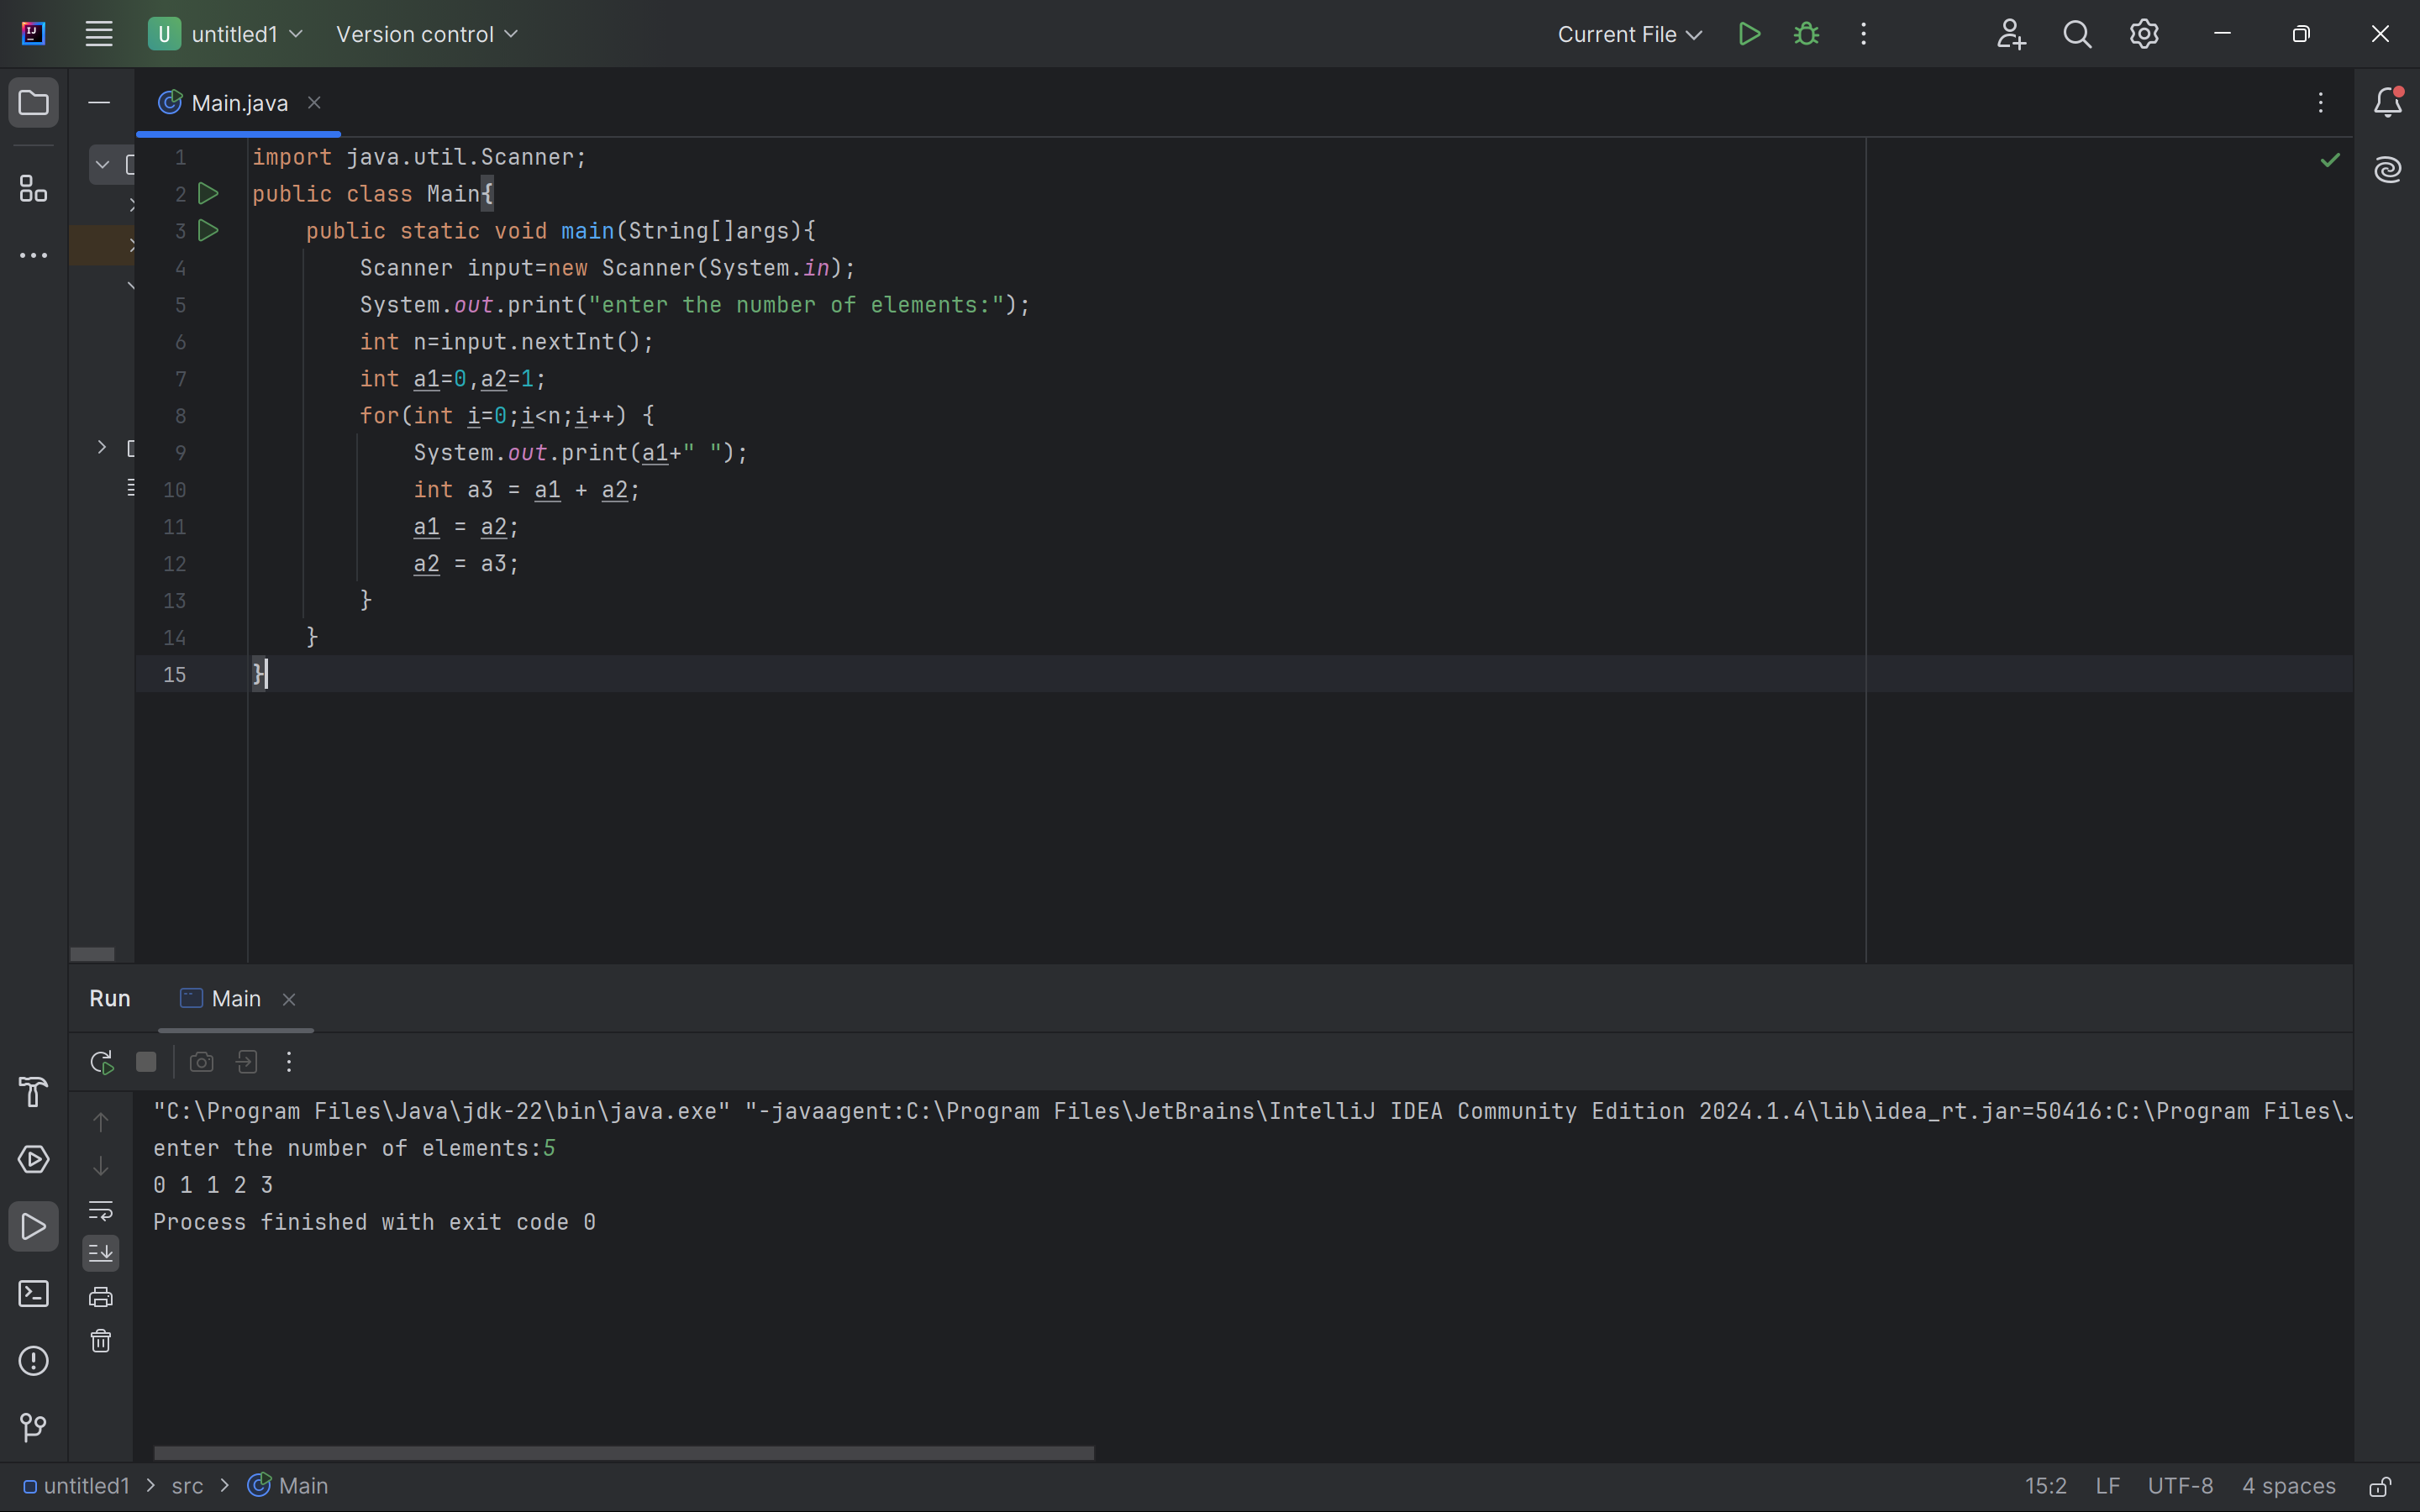 U untitled1 Version control Current File
Main.java
1 import java.util.Scanner;
2 public class Main{
3     public static void main(String[]args){
4         Scanner input=new Scanner(System.in);
5         System.out.print("enter the number of elements:");
6         int n=input.nextInt();
7         int a1=0,a2=1;
8         for(int i=0;i<n;i++) {
9             System.out.print(a1+" ");
10             int a3 = a1 + a2;
11             a1 = a2;
12             a2 = a3;
13         }
14     }
15 }
Run Main
"C:\Program Files\Java\jdk-22\bin\java.exe" "-javaagent:C:\Program Files\JetBrains\IntelliJ IDEA Community Edition 2024.1.4\lib\idea_rt.jar=50416:C:\Program Files\J
enter the number of elements:5
0 1 1 2 3
Process finished with exit code 0
untitled1 > src > Main 15:2 LF UTF-8 4 spaces